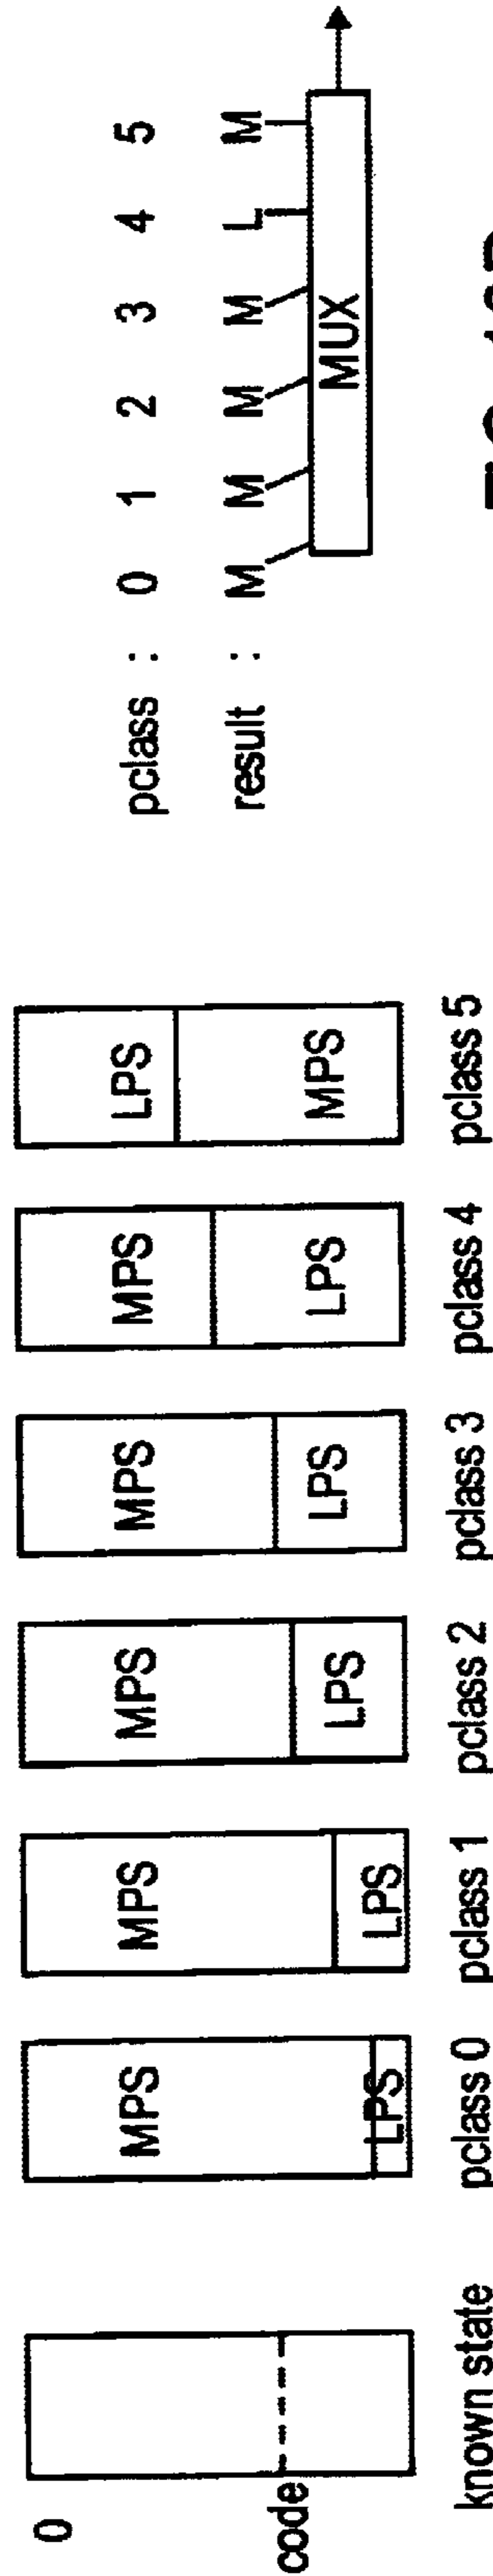 0
code
known state
MPS
LPS
pclass 0
MPS
LPS
pclass 1
MPS
LPS
pclass 2
MPS
LPS
pclass 3
MPS
LPS
pclass 4
LPS
MPS
pclass 5
pclass : 0 1 2 3 4 5
result : M M M M L M
MUX